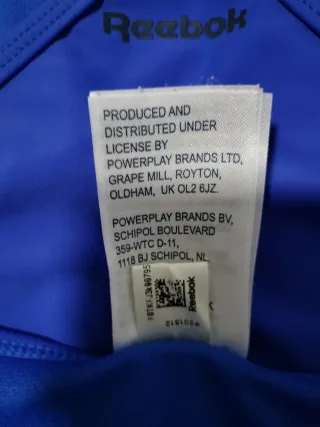 Reebok
PRODUCED AND
DISTRIBUTED UNDER
LICENSE BY
POWERPLAY BRANDS LTD,
GRAPE MILL, ROYTON,
OLDHAM, UK OL2 6JZ.
POWERPLAY BRANDS BV,
SCHIPOL BOULEVARD
359-WTC D-11,
1118 BJ SCHIPOL, NL.
Reebok